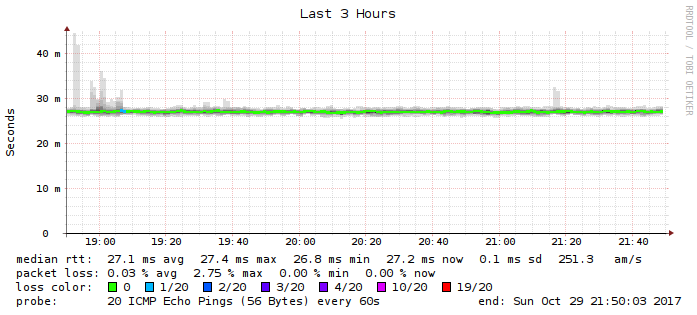 Last 3 Hours
RRDTOOL / TOBI OETIKER
Seconds
40 m
30 m
20 m
10 m
0
19:00 19:20 19:40 20:00 20:20 20:40 21:00 21:20 21:40
median rtt: 27.1 ms avg 27.4 ms max 26.8 ms min 27.2 ms now 0.1 ms sd 251.3 am/s
packet loss: 0.03 % avg 2.75 % max 0.00 % min 0.00 % now
loss color: 0 1/20 2/20 3/20 4/20 10/20 19/20
probe: 20 ICMP Echo Pings (56 Bytes) every 60s end: Sun Oct 29 21:50:03 2017